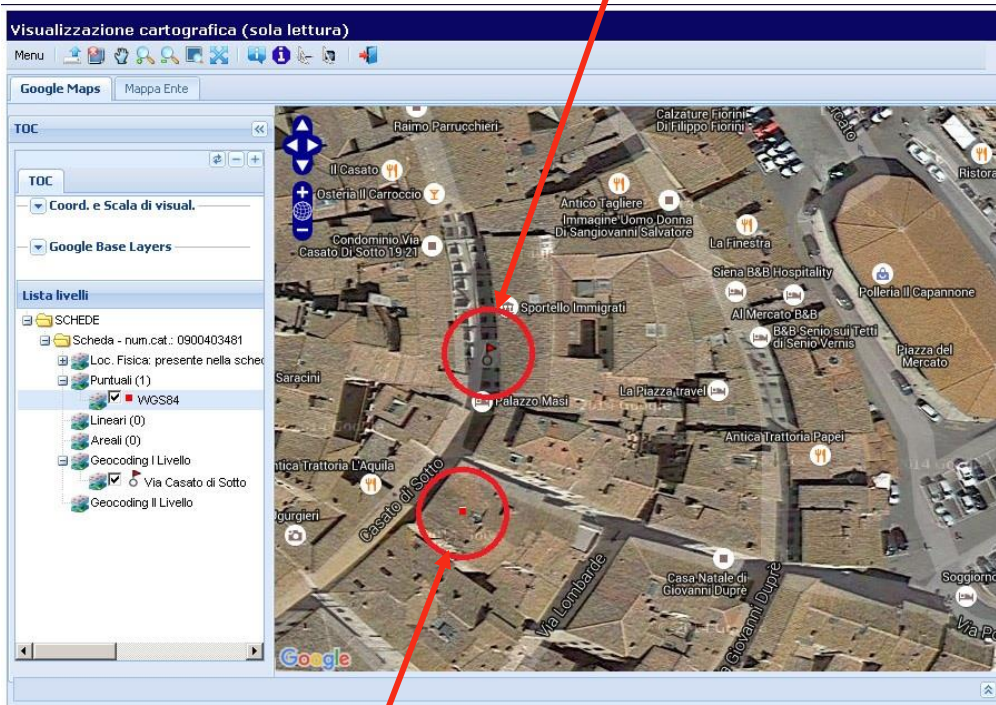 Visualizzazione cartografica (sola lettura)
Menu
Google Maps
Mappa Ente
TOC
TOC
Coord. e Scala di visual.
Google Base Layers
Lista livelli
SCHEDE
Scheda - num.cat.: 0900403481
Loc. Fisica: presente nella sched
Puntuali (1)
WGS84
Lineari (0)
Areali (0)
Geocoding I Livello
Via Casato di Sotto
Geocoding II Livello
Raimo Parrucchieri
Calzature Fiorini
Di Filippo Fiorini
Il Casato
Ristora
Osteria Il Carroccio
Antico Tagliere
Immagine Uomo Donna
Di Sangiovanni Salvatore
Condominio Via
Casato Di Sotto 19 21
La Finestra
Siena B&B Hospitality
Polleria Il Capannone
Sportello Immigrati
Al Mercato B&B
B&B Senio sui Tetti
di Senio Vernis
Piazza del
Mercato
Saracini
La Piazza travel
Palazzo Masi
Antica Trattoria Papei
ntica Trattoria L'Aquila
Casato di Sotto
gurgieri
Casa Natale di
Giovanni Duprè
Via Lombarde
Giovanni Duprè
Soggiorno
Via Po
Google